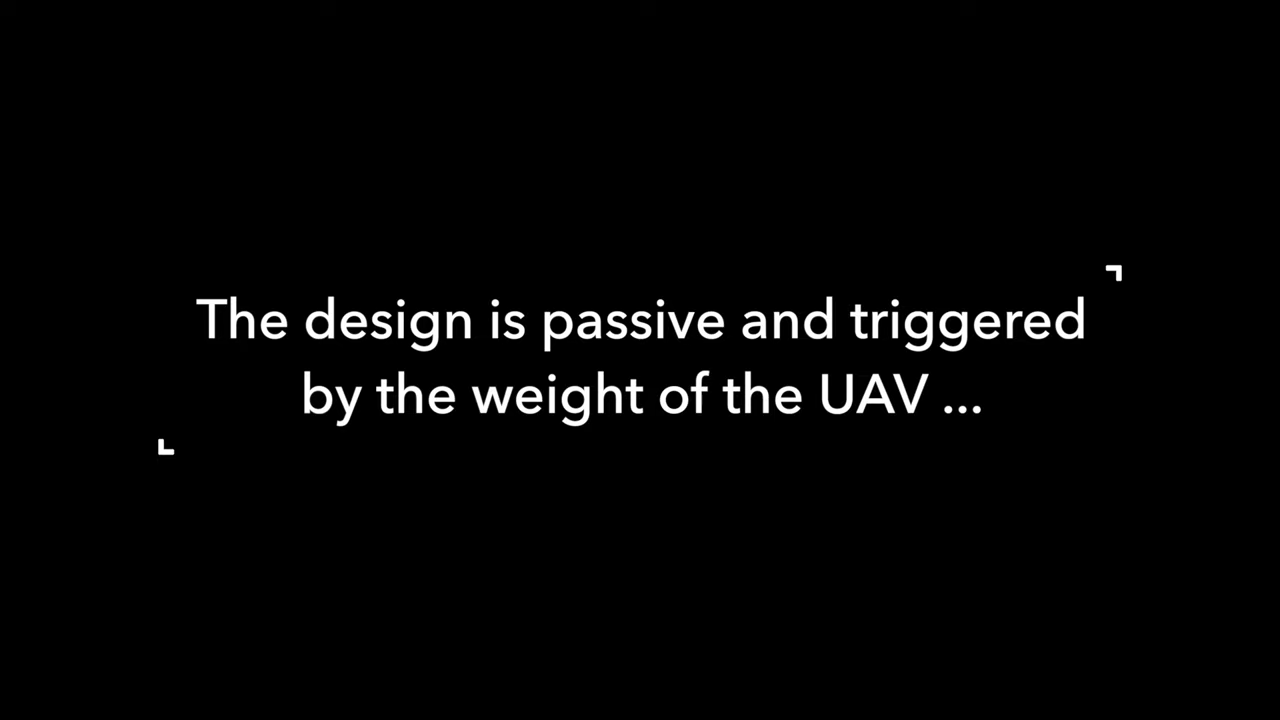 The design is passive and triggered
by the weight of the UAV ...